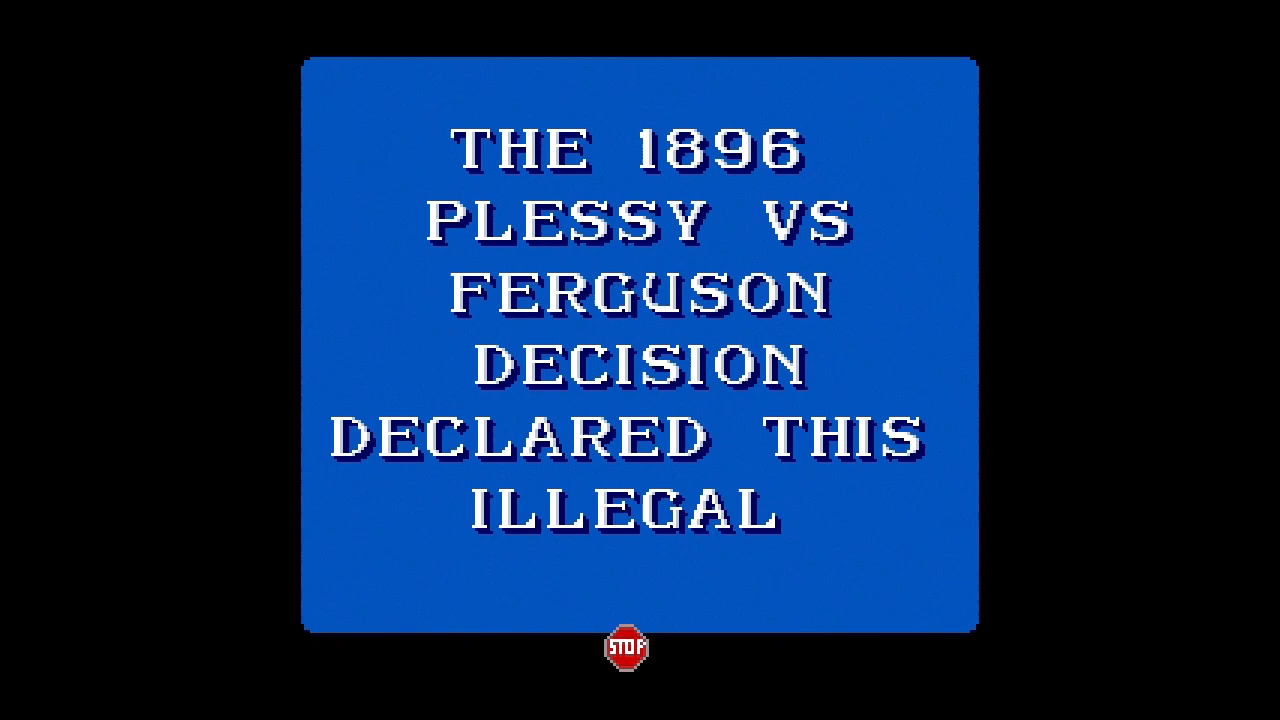 THE 1896
PLESSY VS
FERGUSON
DECISION
DECLARED THIS
ILLEGAL
STOP